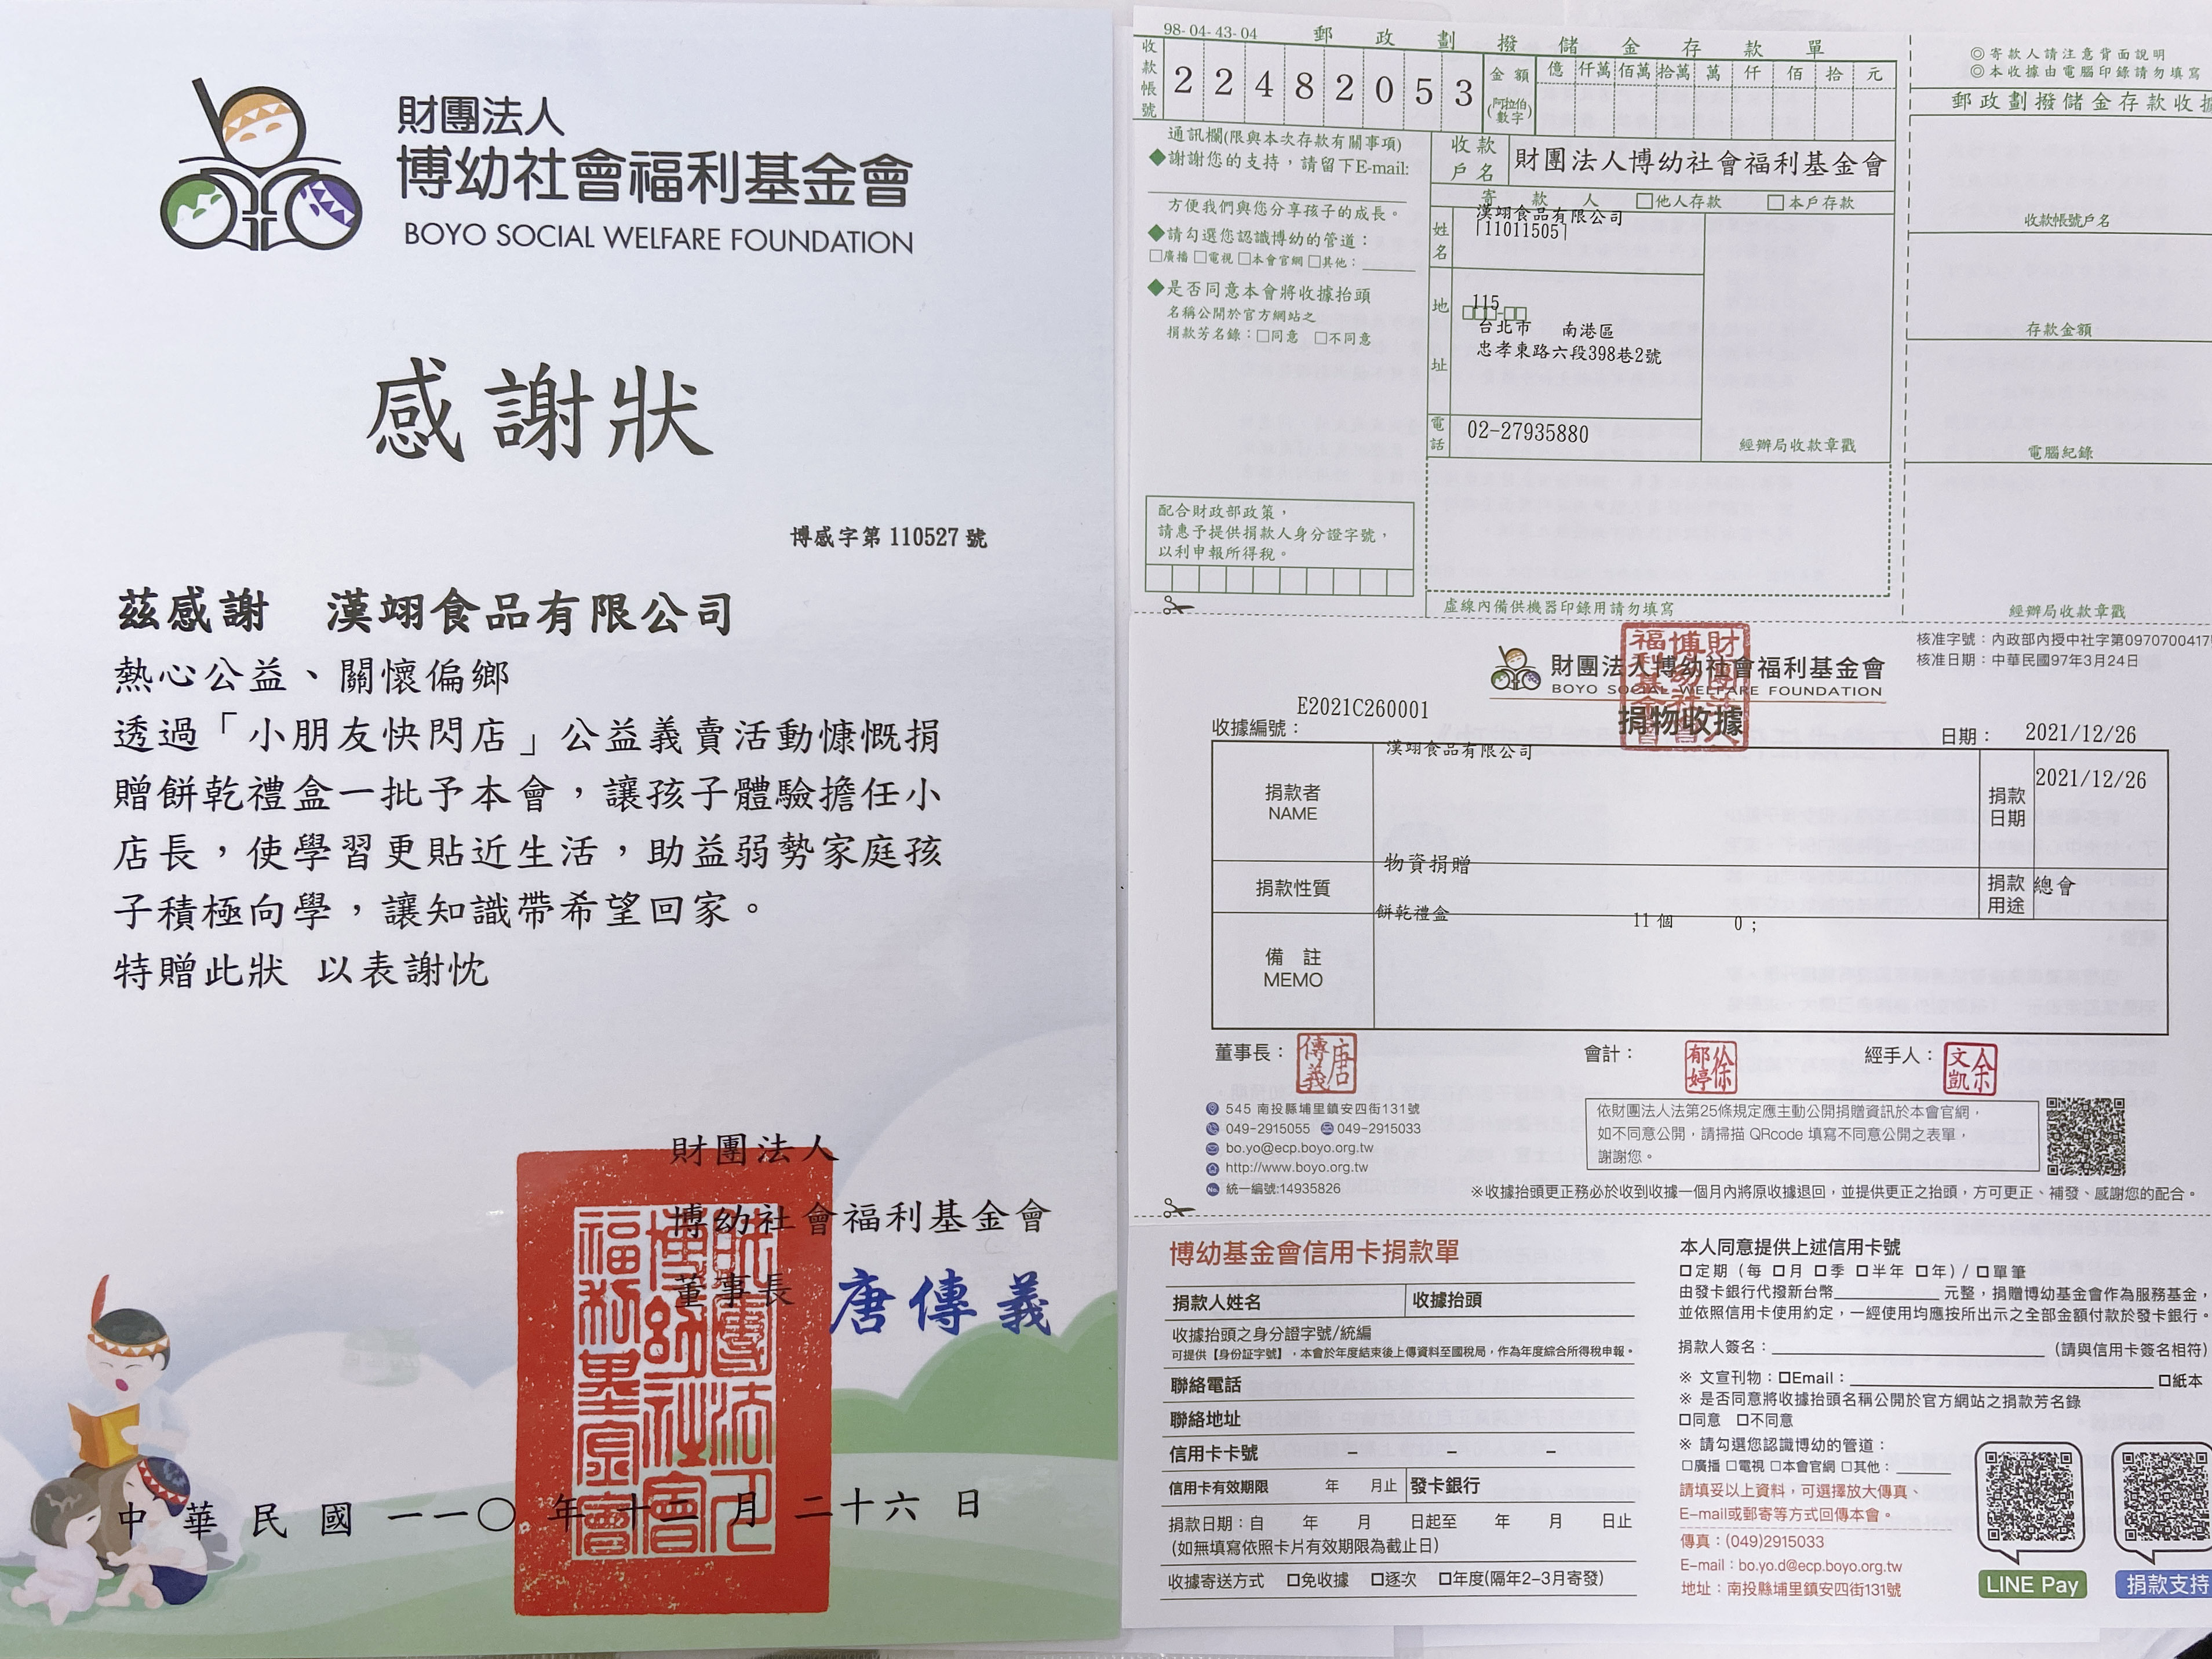 財團法人
博幼社會福利基金會
BOYO SOCIAL WELFARE FOUNDATION
感謝狀
博感字第 110527 號
茲感謝 漢翊食品有限公司
熱心公益、關懷偏鄉
透過「小朋友快閃店」公益義賣活動慷慨捐
贈餅乾禮盒一批予本會,讓孩子體驗擔任小
店長,使學習更貼近生活,助益弱勢家庭孩
子積極向學,讓知識帶希望回家。
特贈此狀 以表謝忱
財團法人
博幼社會福利基金會
董事長 唐傳義
財團法人博幼社會福利基金會
中華民國一一〇年十二月二十六日
98-04-43-04 郵政劃撥儲金存款單
收款帳號 22482053 金額(阿拉伯數字) 億 仟萬 佰萬 拾萬 萬 仟 佰 拾 元
通訊欄(限與本次存款有關事項)
◆謝謝您的支持,請留下E-mail:
方便我們與您分享孩子的成長。
◆請勾選您認識博幼的管道:
□廣播 □電視 □本會官網 □其他:
◆是否同意本會將收據抬頭
名稱公開於官方網站之
捐款芳名錄:□同意 □不同意
配合財政部政策,
請惠予提供捐款人身分證字號,
以利申報所得稅。
收款戶名 財團法人博幼社會福利基金會
寄款人 □他人存款 □本戶存款
姓名 漢翊食品有限公司
[11011505]
地址 115
台北市 南港區
忠孝東路六段398巷2號
電話 02-27935880
經辦局收款章戳
虛線內備供機器印錄用請勿填寫
◎寄款人請注意背面說明
◎本收據由電腦印錄請勿填寫
郵政劃撥儲金存款收據
收款帳號戶名
存款金額
電腦紀錄
經辦局收款章戳
財團法人博幼社會福利基金會
BOYO SOCIAL WELFARE FOUNDATION
財團法人博幼社會福利基金會
捐物收據
核准字號:內政部內授中社字第0970700417
核准日期:中華民國97年3月24日
收據編號: E2021C260001
日期: 2021/12/26
捐款者 NAME 漢翊食品有限公司
捐款日期 2021/12/26
捐款性質 物資捐贈
捐款用途 總會
備註 MEMO 餅乾禮盒 11個 0;
董事長: 唐傳義 會計: 徐郁婷 經手人: 余文凱
545 南投縣埔里鎮安四街131號
049-2915055 049-2915033
bo.yo@ecp.boyo.org.tw
http://www.boyo.org.tw
No. 統一編號:14935826
依財團法人法第25條規定應主動公開捐贈資訊於本會官網,
如不同意公開,請掃描 QRcode 填寫不同意公開之表單,
謝謝您。
※收據抬頭更正務必於收到收據一個月內將原收據退回,並提供更正之抬頭,方可更正、補發、感謝您的配合。
博幼基金會信用卡捐款單
捐款人姓名 收據抬頭
收據抬頭之身分證字號/統編
可提供【身份証字號】,本會於年度結束後上傳資料至國稅局,作為年度綜合所得稅申報。
聯絡電話
聯絡地址
信用卡卡號 – – –
信用卡有效期限 年 月止 發卡銀行
捐款日期:自 年 月 日起至 年 月 日止
(如無填寫依照卡片有效期限為截止日)
收據寄送方式 □免收據 □逐次 □年度(隔年2-3月寄發)
本人同意提供上述信用卡號
□定期 (每 □月 □季 □半年 □年) / □單筆
由發卡銀行代撥新台幣 元整,捐贈博幼基金會作為服務基金,
並依照信用卡使用約定,一經使用均應按所出示之全部金額付款於發卡銀行。
捐款人簽名: (請與信用卡簽名相符)
※ 文宣刊物:□Email: □紙本
※ 是否同意將收據抬頭名稱公開於官方網站之捐款芳名錄
□同意 □不同意
※ 請勾選您認識博幼的管道:
□廣播 □電視 □本會官網 □其他:
請填妥以上資料,可選擇放大傳真、
E-mail或郵寄等方式回傳本會。
傳真:(049)2915033
E-mail:bo.yo.d@ecp.boyo.org.tw
地址:南投縣埔里鎮安四街131號
LINE Pay
捐款支持